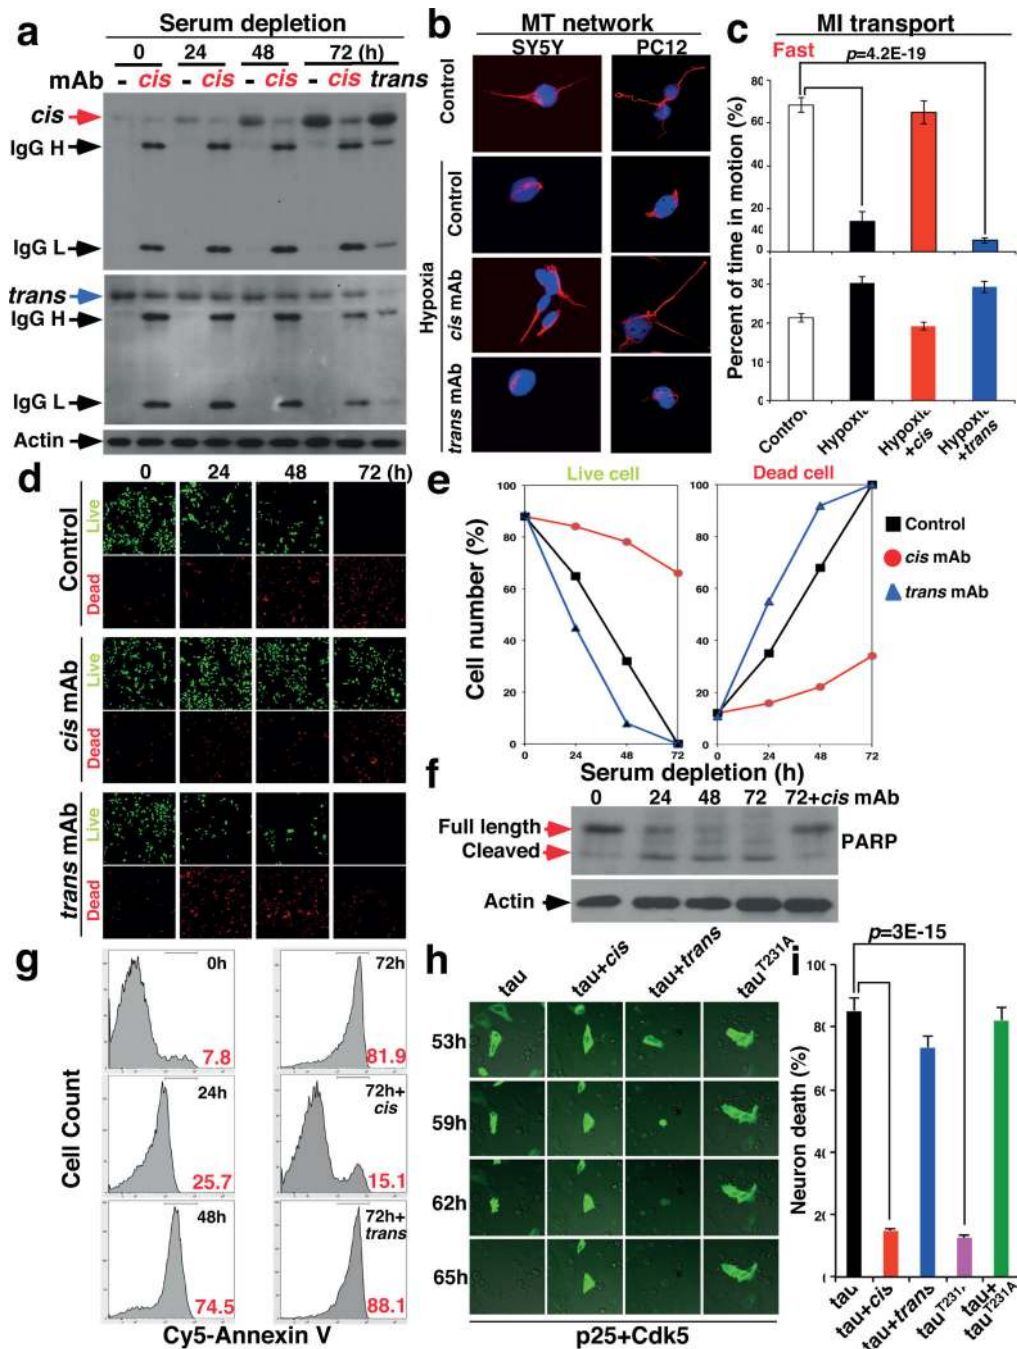 a
Serum depletion
0 24 48 72 (h)
mAb - cis - cis - cis - cis trans
cis
IgG H
IgG L
trans
IgG H
IgG L
Actin
b
MT network
SY5Y PC12
Control
Hypoxia
Control
cis mAb
trans mAb
c
MI transport
Fast
p=4.2E-19
Percent of time in motion (%)
80
60
40
20
0
40
30
20
10
0
Control
Hypoxia
Hypoxia
+cis
Hypoxia
+trans
d
0 24 48 72 (h)
Control
Live
Dead
cis mAb
Live
Dead
trans mAb
Live
Dead
e
Live cell
Dead cell
Cell number (%)
100
80
60
40
20
0
0 24 48 72
100
80
60
40
20
0
0 24 48 72
Control
cis mAb
trans mAb
Serum depletion (h)
f
0 24 48 72 72+cis mAb
Full length
Cleaved
PARP
Actin
g
Cell Count
0h
7.8
72h
81.9
24h
25.7
72h+
cis
15.1
48h
74.5
72h+
trans
88.1
Cy5-Annexin V
h
tau tau+cis tau+trans tauT231A
53h
59h
62h
65h
p25+Cdk5
i
p=3E-15
Neuron death (%)
tau
tau+cis
tau+trans
tau+
tauT231A